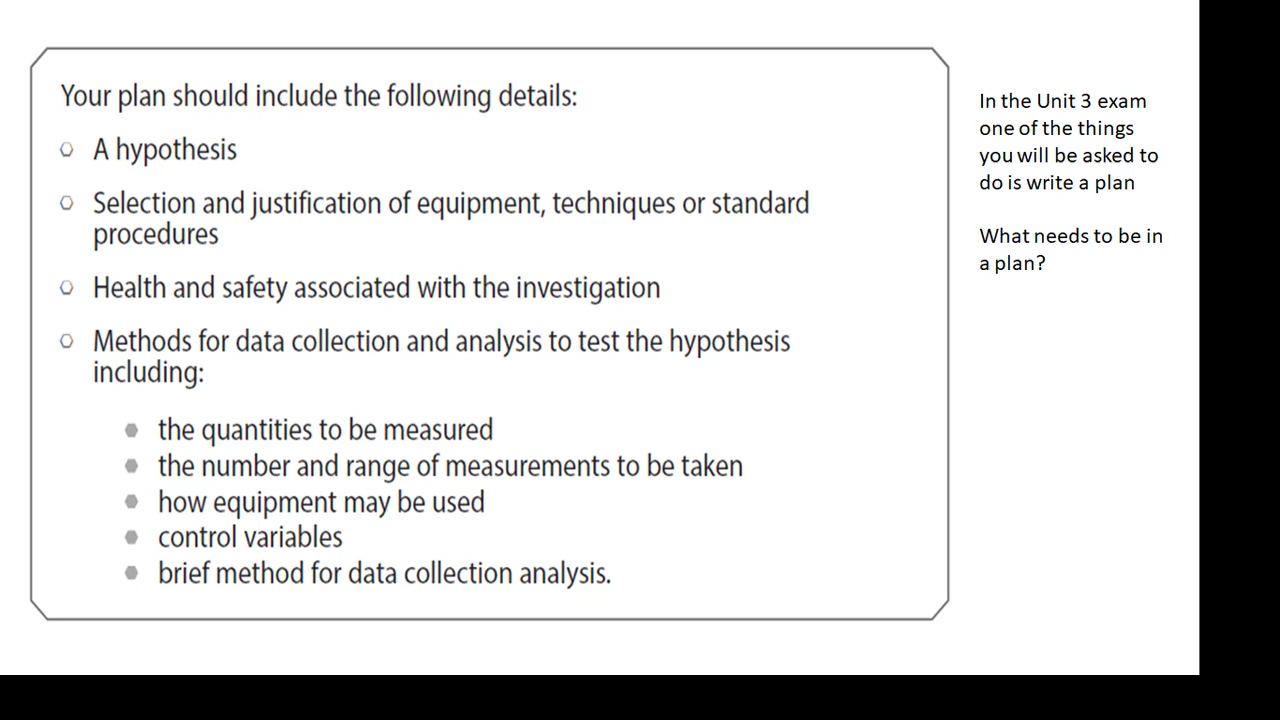 Your plan should include the following details:
A hypothesis
Selection and justification of equipment, techniques or standard
procedures
Health and safety associated with the investigation
Methods for data collection and analysis to test the hypothesis
including:
the quantities to be measured
the number and range of measurements to be taken
how equipment may be used
control variables
brief method for data collection analysis.
In the Unit 3 exam
one of the things
you will be asked to
do is write a plan
What needs to be in
a plan?